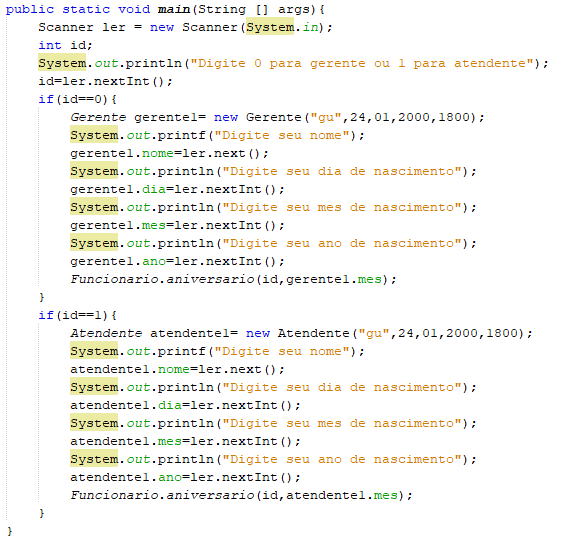 public static void main(String [] args){
Scanner ler = new Scanner(System.in);
int id;
System.out.println("Digite 0 para gerente ou 1 para atendente");
id=ler.nextInt();
if(id==0){
Gerente gerente1= new Gerente("gu",24,01,2000,1800);
System.out.printf("Digite seu nome");
gerente1.nome=ler.next();
System.out.println("Digite seu dia de nascimento");
gerente1.dia=ler.nextInt();
System.out.println("Digite seu mes de nascimento");
gerente1.mes=ler.nextInt();
System.out.println("Digite seu ano de nascimento");
gerente1.ano=ler.nextInt();
Funcionario.aniversario(id,gerente1.mes);
}
if(id==1){
Atendente atendente1= new Atendente("gu",24,01,2000,1800);
System.out.printf("Digite seu nome");
atendente1.nome=ler.next();
System.out.println("Digite seu dia de nascimento");
atendente1.dia=ler.nextInt();
System.out.println("Digite seu mes de nascimento");
atendente1.mes=ler.nextInt();
System.out.println("Digite seu ano de nascimento");
atendente1.ano=ler.nextInt();
Funcionario.aniversario(id,atendente1.mes);
}
}